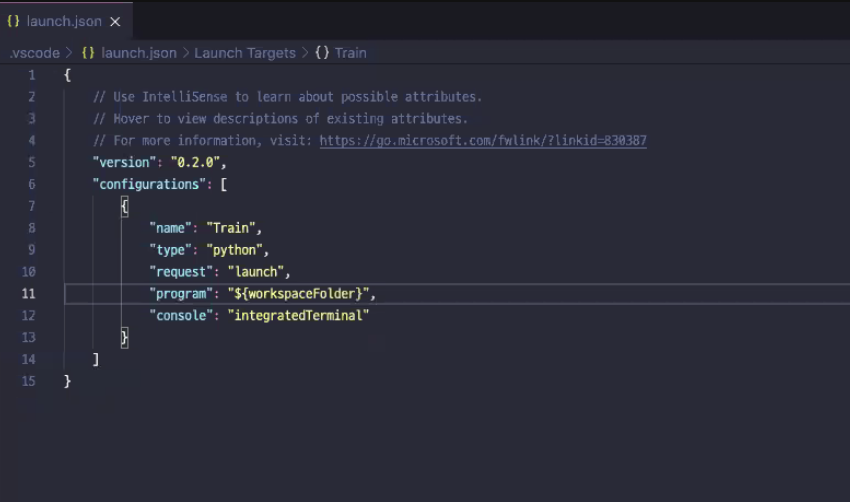 {} launch.json ×
.vscode > {} launch.json > Launch Targets > {} Train
1 {
2 // Use IntelliSense to learn about possible attributes.
3 // Hover to view descriptions of existing attributes.
4 // For more information, visit: https://go.microsoft.com/fwlink/?linkid=830387
5 "version": "0.2.0",
6 "configurations": [
7 {
8 "name": "Train",
9 "type": "python",
10 "request": "launch",
11 "program": "${workspaceFolder}",
12 "console": "integratedTerminal"
13 }
14 ]
15 }